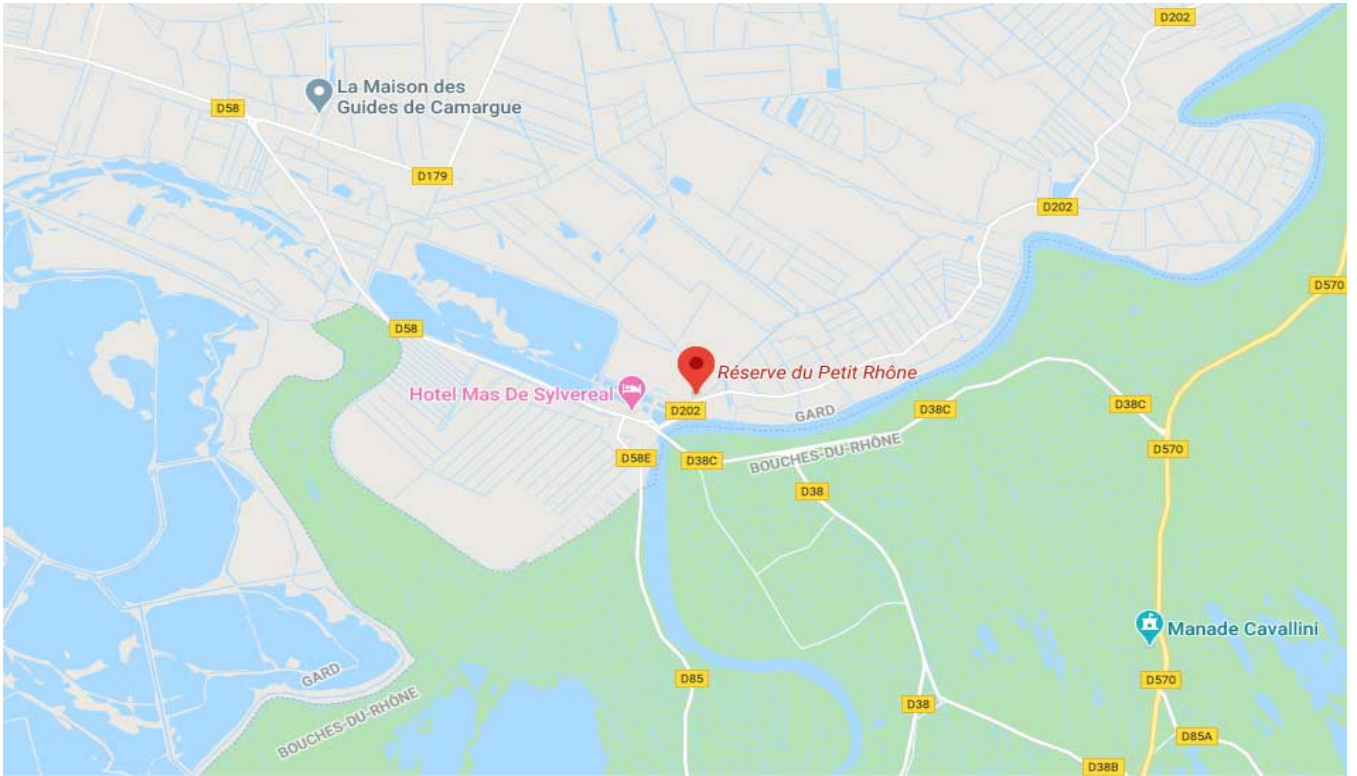 D202
La Maison des
Guides de Camargue
D58
D179
D202
D570
D58
Réserve du Petit Rhône
Hotel Mas De Sylvereal
D202
GARD
D38C
D38C
BOUCHES-DU-RHÔNE
D570
D58E
D38C
D38
Manade Cavallini
GARD
D85
D570
BOUCHES-DU-RHÔNE
D38
D85A
D38B